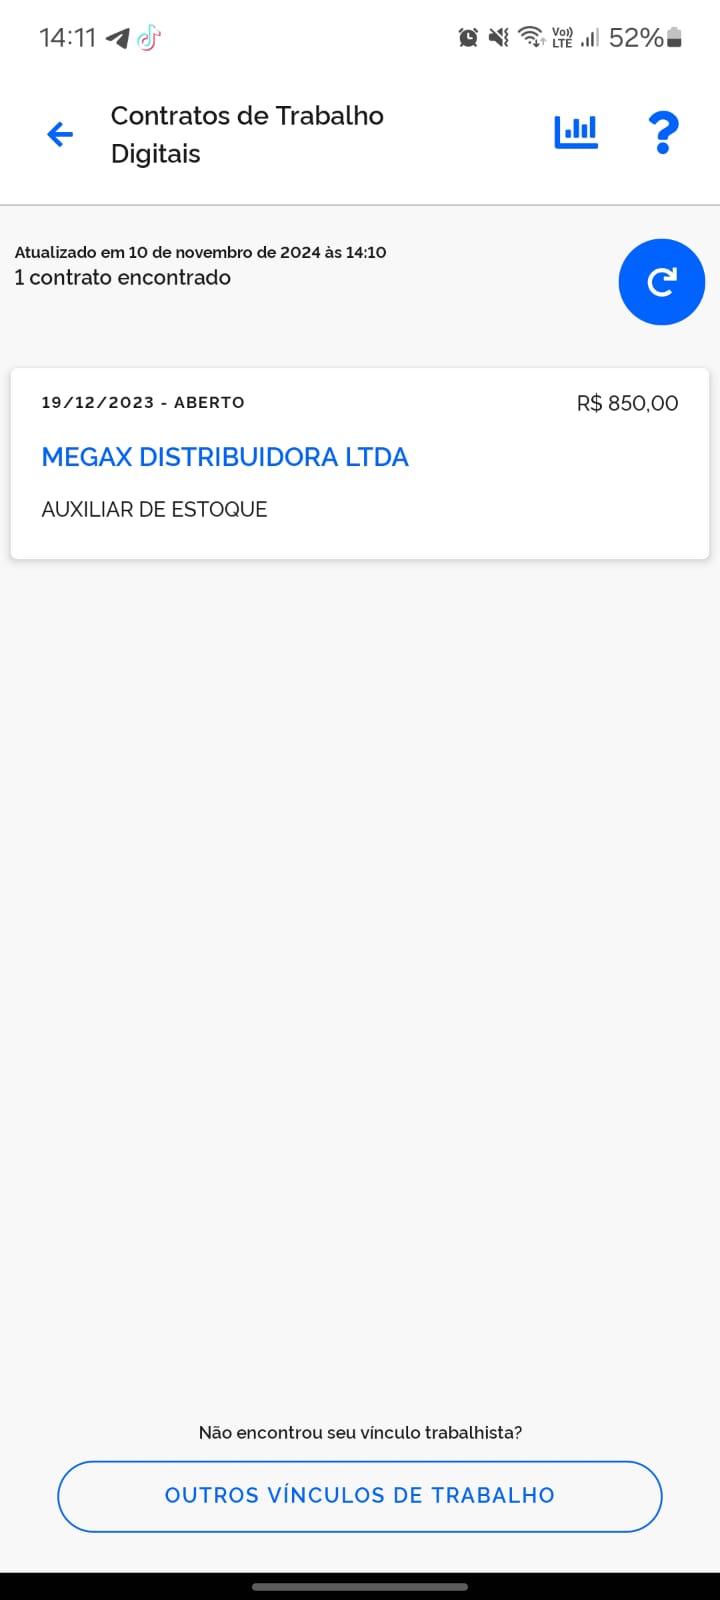 14:11
Vo))
LTE
52%
Contratos de Trabalho
Digitais
?
Atualizado em 10 de novembro de 2024 às 14:10
1 contrato encontrado
19/12/2023 - ABERTO
R$ 850,00
MEGAX DISTRIBUIDORA LTDA
AUXILIAR DE ESTOQUE
Não encontrou seu vínculo trabalhista?
OUTROS VÍNCULOS DE TRABALHO